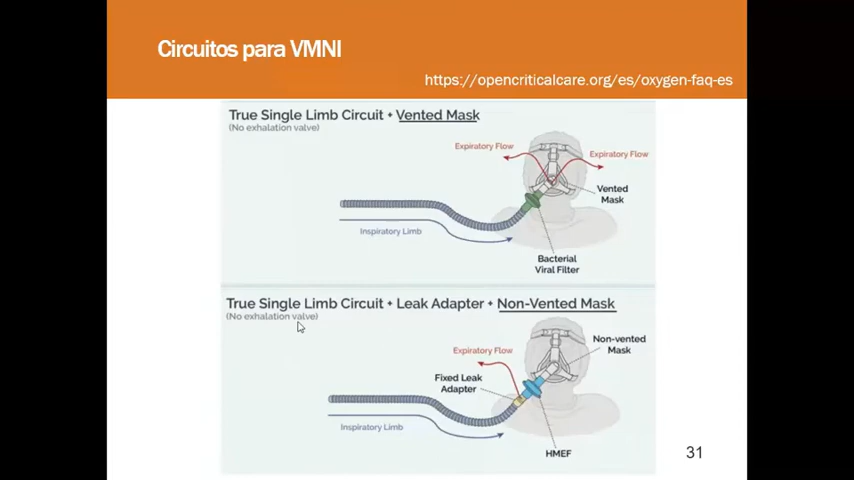 Circuitos para VMNI
https://opencriticalcare.org/es/oxygen-faq-es
True Single Limb Circuit + Vented Mask
(No exhalation valve)
Expiratory Flow
Expiratory Flow
Vented
Mask
Inspiratory Limb
Bacterial
Viral Filter
True Single Limb Circuit + Leak Adapter + Non-Vented Mask
(No exhalation valve)
Non-vented
Mask
Expiratory Flow
Fixed Leak
Adapter
Inspiratory Limb
HMEF
31